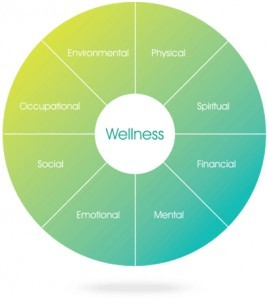 Environmental
Physical
Occupational
Spiritual
Wellness
Social
Financial
Emotional
Mental